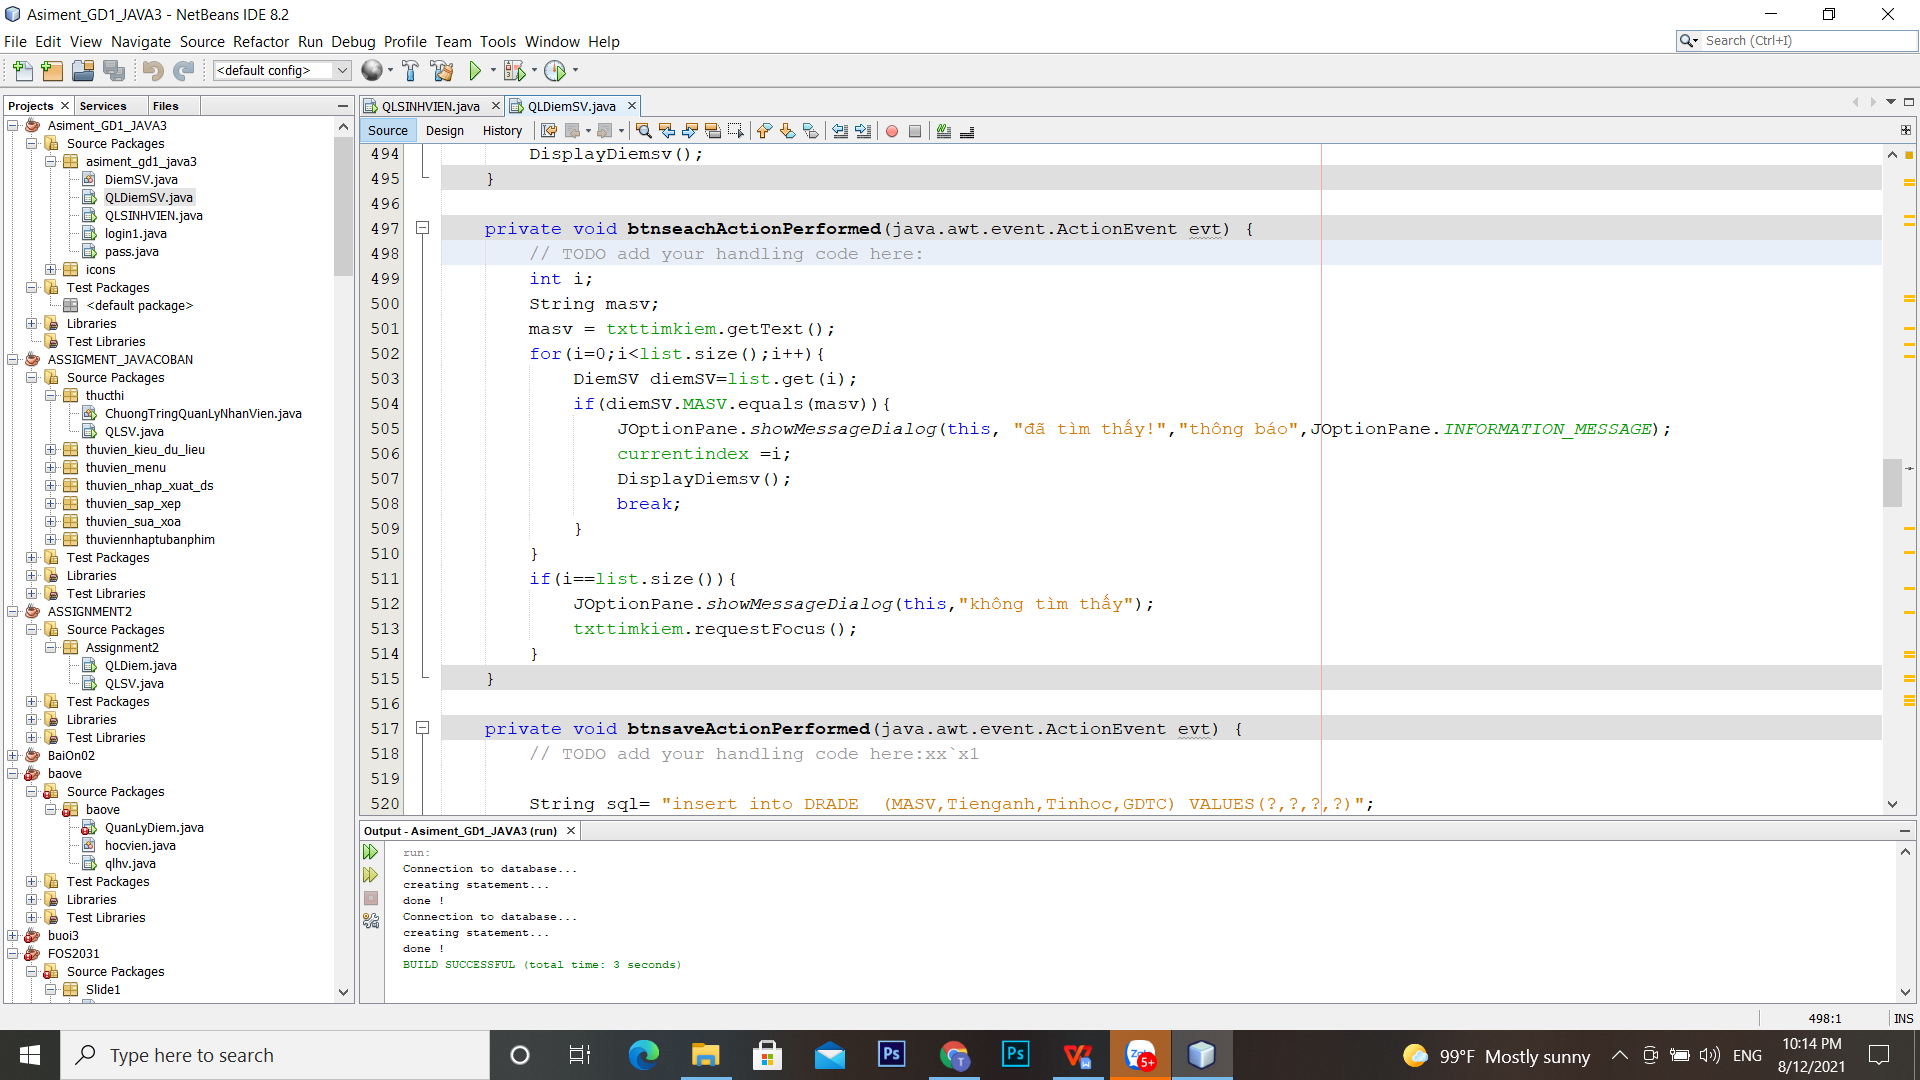 Asiment_GD1_JAVA3 - NetBeans IDE 8.2
File Edit View Navigate Source Refactor Run Debug Profile Team Tools Window Help
Search (Ctrl+I)
<default config>
Projects Services Files
Asiment_GD1_JAVA3
Source Packages
asiment_gd1_java3
DiemSV.java
QLDiemSV.java
QLSINHVIEN.java
login1.java
pass.java
icons
Test Packages
<default package>
Libraries
Test Libraries
ASSIGMENT_JAVACOBAN
Source Packages
thucthi
ChuongTringQuanLyNhanVien.java
QLSV.java
thuvien_kieu_du_lieu
thuvien_menu
thuvien_nhap_xuat_ds
thuvien_sap_xep
thuvien_sua_xoa
thuviennhaptubanphim
Test Packages
Libraries
Test Libraries
ASSIGNMENT2
Source Packages
Assignment2
QLDiem.java
QLSV.java
Test Packages
Libraries
Test Libraries
BaiOn02
baove
Source Packages
baove
QuanLyDiem.java
hocvien.java
qlhv.java
Test Packages
Libraries
Test Libraries
buoi3
FOS2031
Source Packages
Slide1
QLSINHVIEN.java QLDiemSV.java
Source Design History
494 DisplayDiemsv();
495 }
496
497 private void btnseachActionPerformed(java.awt.event.ActionEvent evt) {
498 // TODO add your handling code here:
499 int i;
500 String masv;
501 masv = txttimkiem.getText();
502 for(i=0;i<list.size();i++){
503 DiemSV diemSV=list.get(i);
504 if(diemSV.MASV.equals(masv)){
505 JOptionPane.showMessageDialog(this, "đã tìm thấy!","thông báo",JOptionPane.INFORMATION_MESSAGE);
506 currentindex =i;
507 DisplayDiemsv();
508 break;
509 }
510 }
511 if(i==list.size()){
512 JOptionPane.showMessageDialog(this,"không tìm thấy");
513 txttimkiem.requestFocus();
514 }
515 }
516
517 private void btnsaveActionPerformed(java.awt.event.ActionEvent evt) {
518 // TODO add your handling code here:xx`x1
519
520 String sql= "insert into DRADE  (MASV,Tienganh,Tinhoc,GDTC) VALUES(?,?,?,?)";
Output - Asiment_GD1_JAVA3 (run)
run:
Connection to database...
creating statement...
done !
Connection to database...
creating statement...
done !
BUILD SUCCESSFUL (total time: 3 seconds)
498:1 INS
Type here to search
Ps
Ps
5+
99°F Mostly sunny
ENG
10:14 PM
8/12/2021